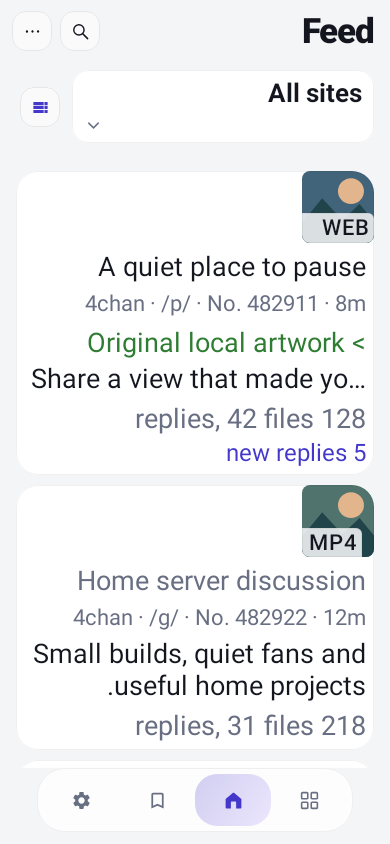 Feed
All sites
WEB
A quiet place to pause
4chan · /p/ · No. 482911 · 8m
Original local artwork <
Share a view that made yo…
replies, 42 files 128
new replies 5
MP4
Home server discussion
4chan · /g/ · No. 482922 · 12m
Small builds, quiet fans and
.useful home projects
replies, 31 files 218